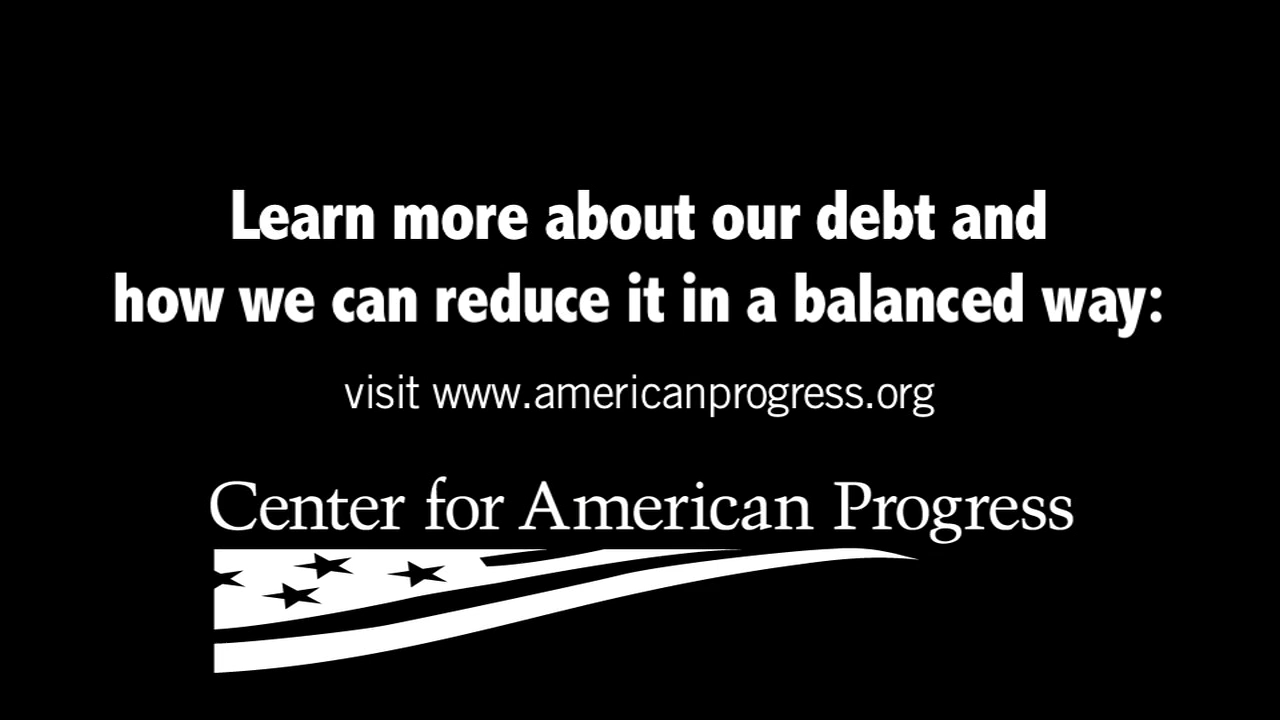 Learn more about our debt and
how we can reduce it in a balanced way:
visit www.americanprogress.org
Center for American Progress